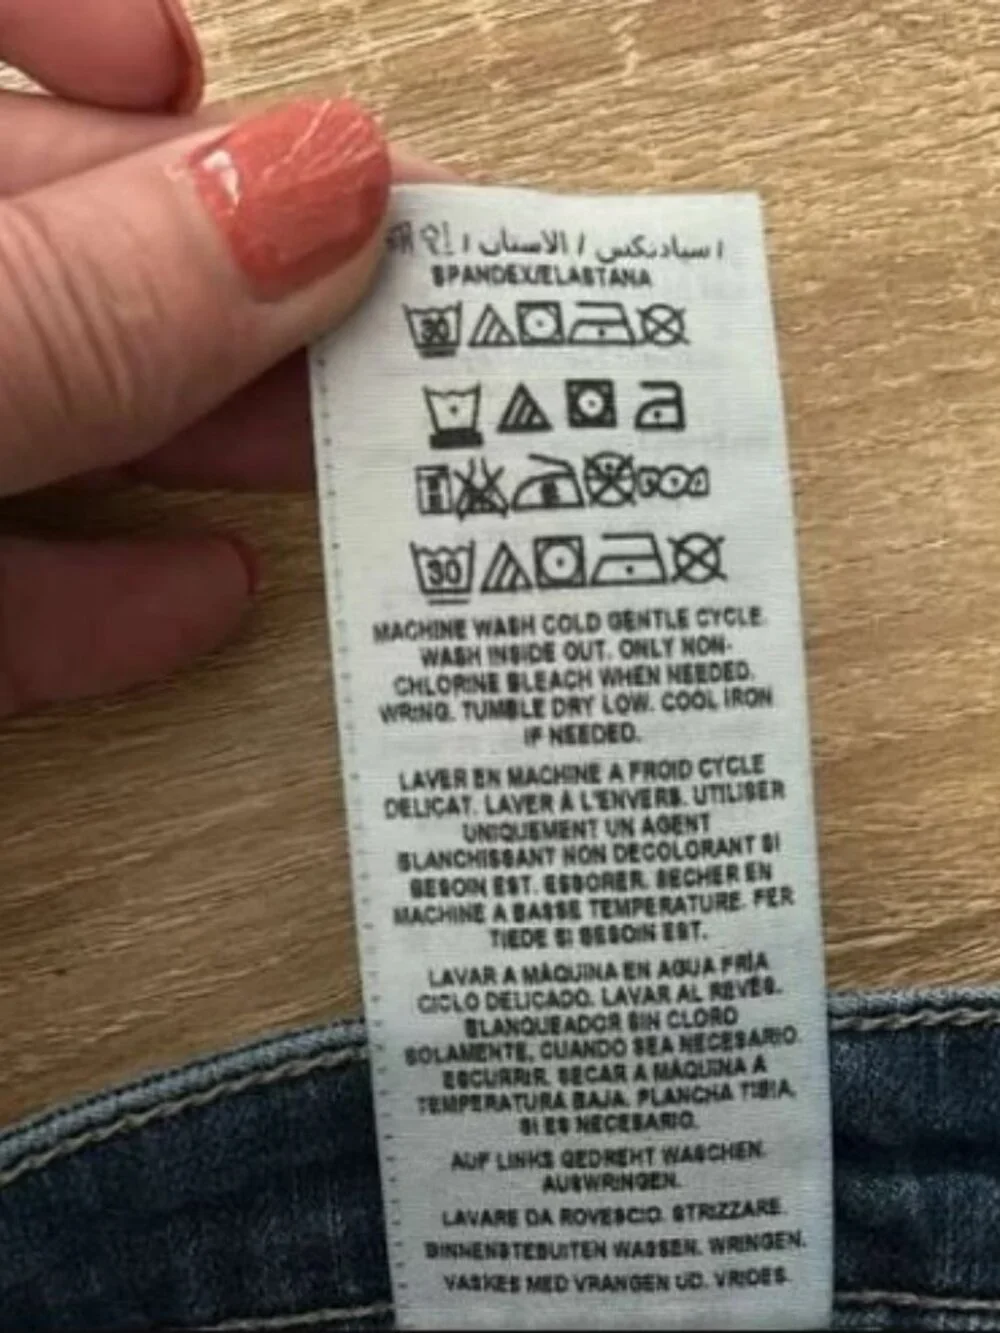 اسبادنكس / الاستان /
SPANDEX/ELASTANA
30
30
MACHINE WASH COLD GENTLE CYCLE.
WASH INSIDE OUT. ONLY NON-
CHLORINE BLEACH WHEN NEEDED.
WRING. TUMBLE DRY LOW. COOL IRON
IF NEEDED.
LAVER EN MACHINE A FROID CYCLE
DELICAT. LAVER À L'ENVERS. UTILISER
UNIQUEMENT UN AGENT
BLANCHISSANT NON DECOLORANT SI
BESOIN EST. ESSORER. SECHER EN
MACHINE A BASSE TEMPERATURE. FER
TIEDE SI BESOIN EST.
LAVAR A MÁQUINA EN AGUA FRÍA
CICLO DELICADO. LAVAR AL REVÉS.
BLANQUEADOR SIN CLORO
SOLAMENTE, CUANDO SEA NECESARIO.
ESCURRIR. SECAR A MÁQUINA A
TEMPERATURA BAJA. PLANCHA TIBIA,
SI ES NECESARIO.
AUF LINKS GEDREHT WASCHEN.
AUSWRINGEN.
LAVARE DA ROVESCIO. STRIZZARE.
BINNENSTEBUITEN WASSEN. WRINGEN.
VASKES MED VRANGEN UD. VRIDES.